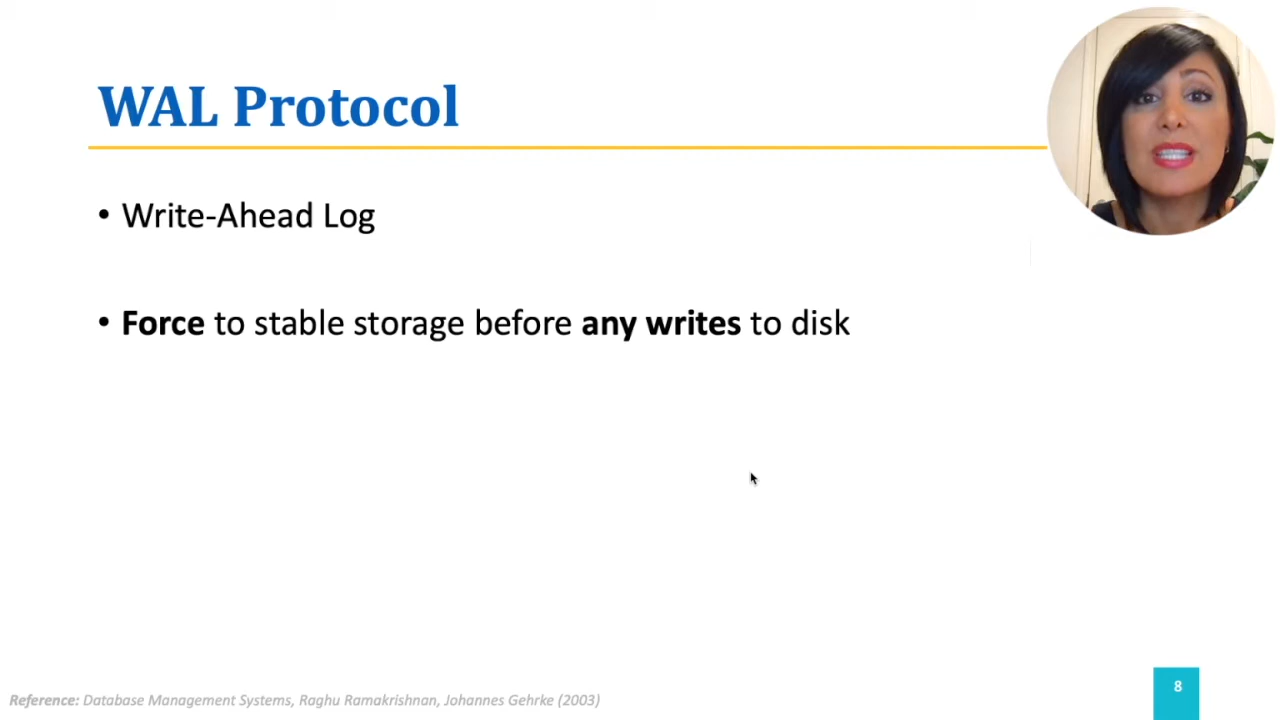 WAL Protocol
• Write-Ahead Log
• Force to stable storage before any writes to disk
Reference: Database Management Systems, Raghu Ramakrishnan, Johannes Gehrke (2003)
8